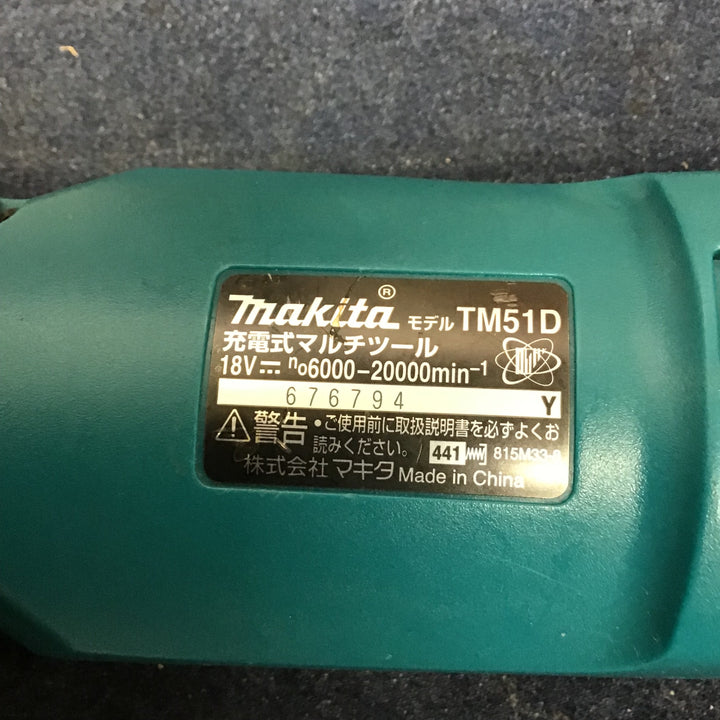 makita® モデル TM51D
充電式マルチツール
18V⎓ n₀6000-20000min⁻¹
676794 Y
⚠警告 ・ご使用前に取扱説明書を必ずよくお
読みください。 441 815M33-
株式会社 マキタ Made in China